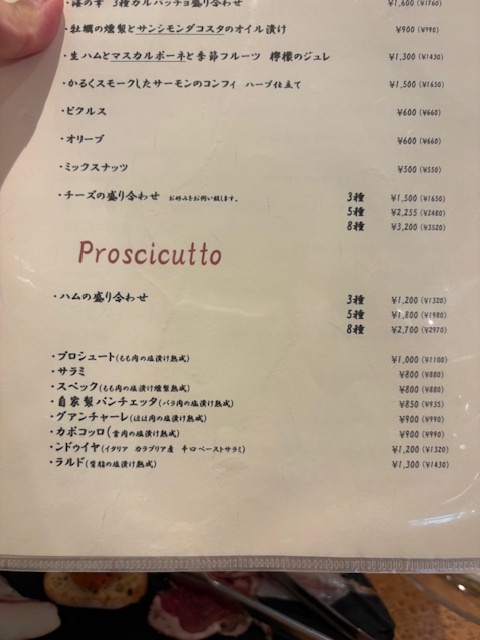 ・海の幸 3種カルパッチョ盛り合わせ ¥1,600 (¥1760)
・牡蠣の燻製とサンシモンダコスタのオイル漬け ¥900 (¥990)
・生ハムとマスカルポーネと季節フルーツ 檸檬のジュレ ¥1,300 (¥1430)
・かるくスモークしたサーモンのコンフィ ハーブ仕立て ¥1,500 (¥1650)
・ピクルス ¥600 (¥660)
・オリーブ ¥600 (¥660)
・ミックスナッツ ¥500 (¥550)
・チーズの盛り合わせ お好みをお伺い致します。 3種 ¥1,500 (¥1650)
5種 ¥2,255 (¥2480)
8種 ¥3,200 (¥3520)
Proscicutto
・ハムの盛り合わせ 3種 ¥1,200 (¥1320)
5種 ¥1,800 (¥1980)
8種 ¥2,700 (¥2970)
・プロシュート(もも肉の塩漬け熟成) ¥1,000 (¥1100)
・サラミ ¥800 (¥880)
・スペック(もも肉の塩漬け燻製熟成) ¥800 (¥880)
・自家製パンチェッタ(バラ肉の塩漬け熟成) ¥850 (¥935)
・グアンチャーレ(ほほ肉の塩漬け熟成) ¥900 (¥990)
・カポコッロ(首肉の塩漬け熟成) ¥900 (¥990)
・ンドゥイヤ(イタリア カラブリア産 辛口ペーストサラミ) ¥1,200 (¥1320)
・ラルド(背脂の塩漬け熟成) ¥1,300 (¥1430)